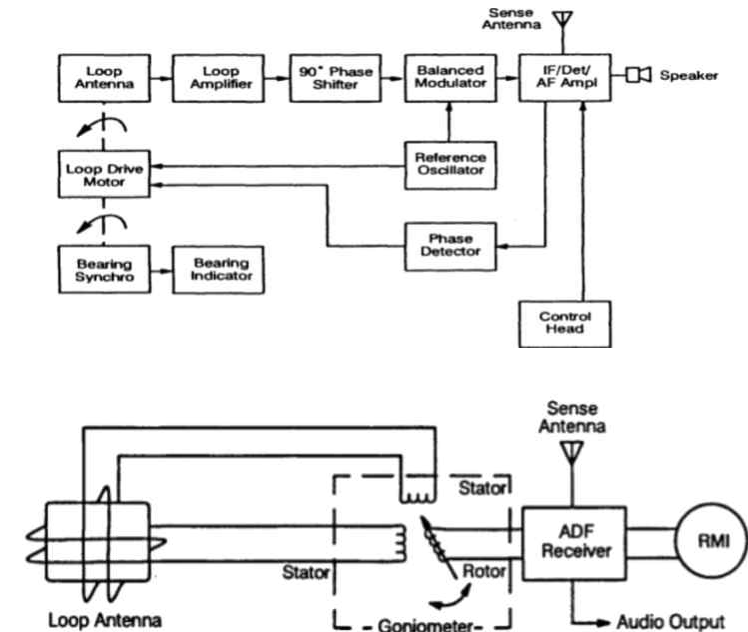 Sense
Antenna
Loop
Antenna
Loop
Amplifier
90° Phase
Shifter
Balanced
Modulator
IF/Det/
AF Ampl
Speaker
Loop Drive
Motor
Reference
Oscillator
Phase
Detector
Bearing
Synchro
Bearing
Indicator
Control
Head
Sense
Antenna
Stator
ADF
Receiver
RMI
Stator
Rotor
Loop Antenna
Goniometer
Audio Output